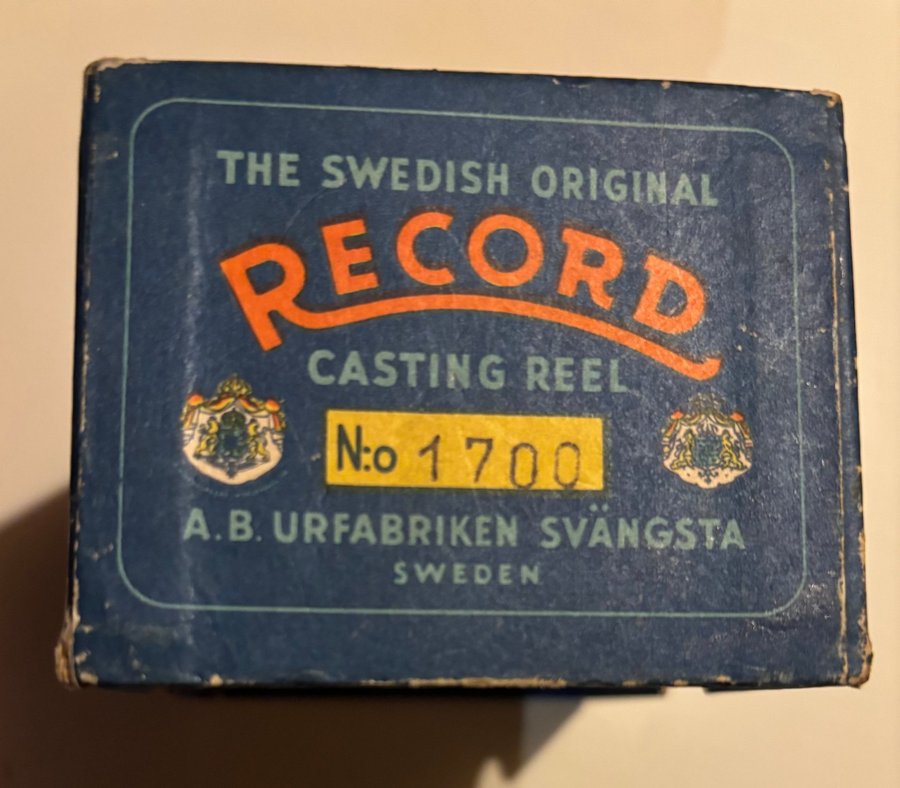 THE SWEDISH ORIGINAL
RECORD
CASTING REEL
N:o 1700
A.B. URFABRIKEN SVÄNGSTA
SWEDEN